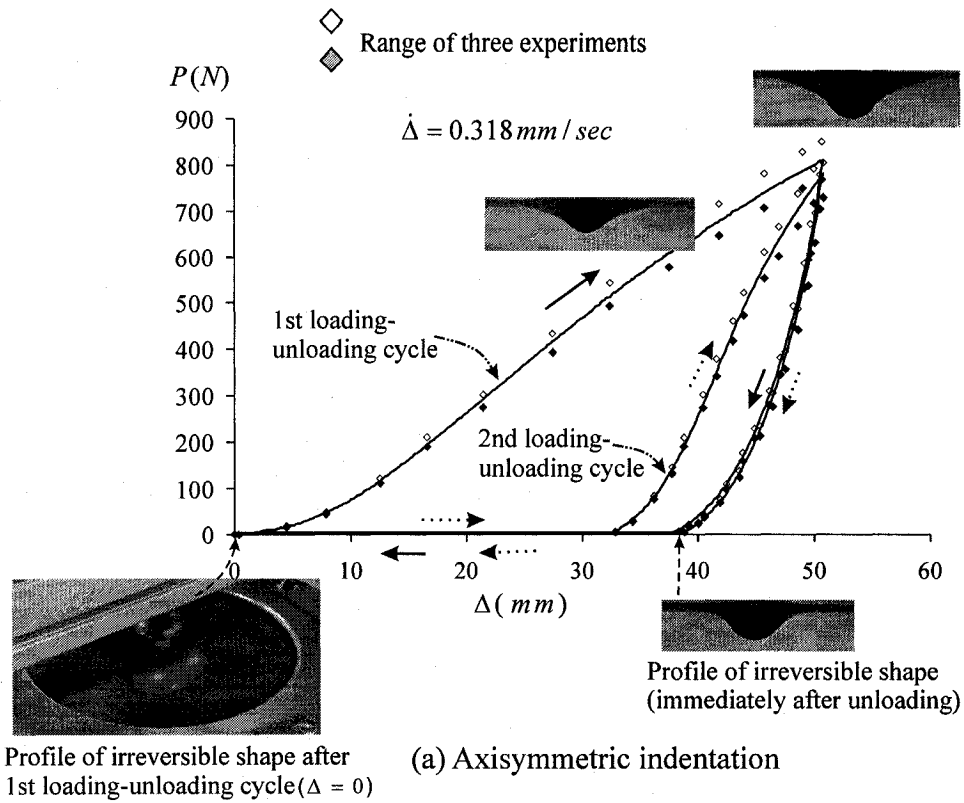 Range of three experiments
P(N)
Δ̇ = 0.318 mm / sec
900
800
700
600
500
400
300
200
100
0
1st loading-
unloading cycle
2nd loading-
unloading cycle
0 10 20 30 40 50 60
Δ( mm )
Profile of irreversible shape
(immediately after unloading)
Profile of irreversible shape after
1st loading-unloading cycle(Δ = 0)
(a) Axisymmetric indentation